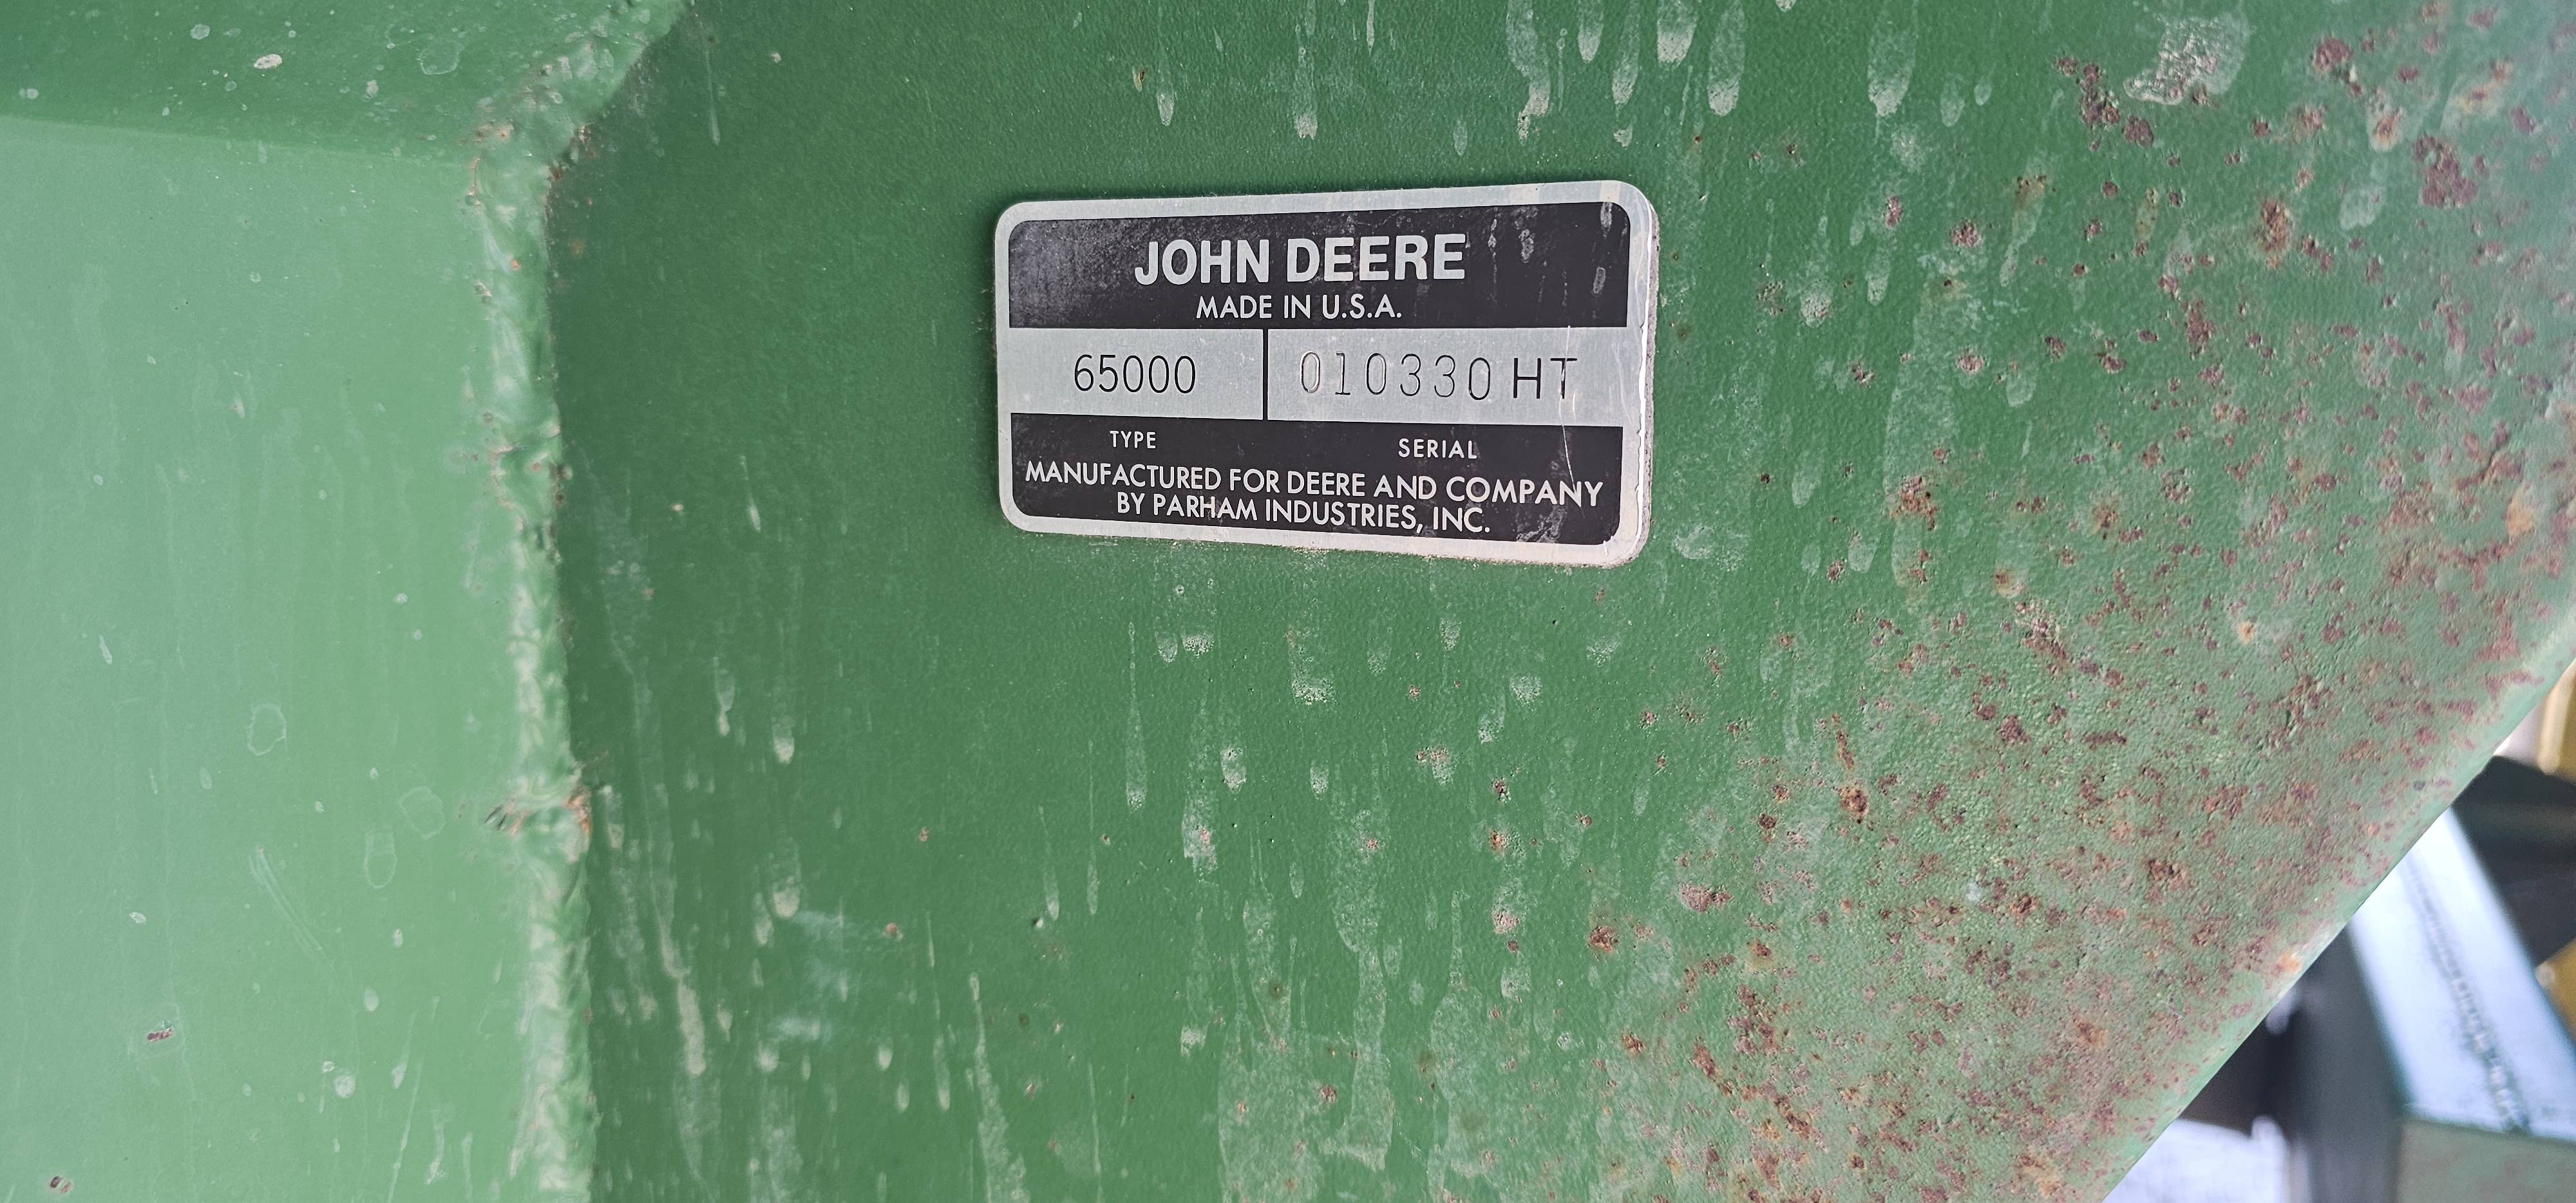 JOHN DEERE
MADE IN U.S.A.
65000 010330 HT
TYPE SERIAL
MANUFACTURED FOR DEERE AND COMPANY
BY PARHAM INDUSTRIES, INC.